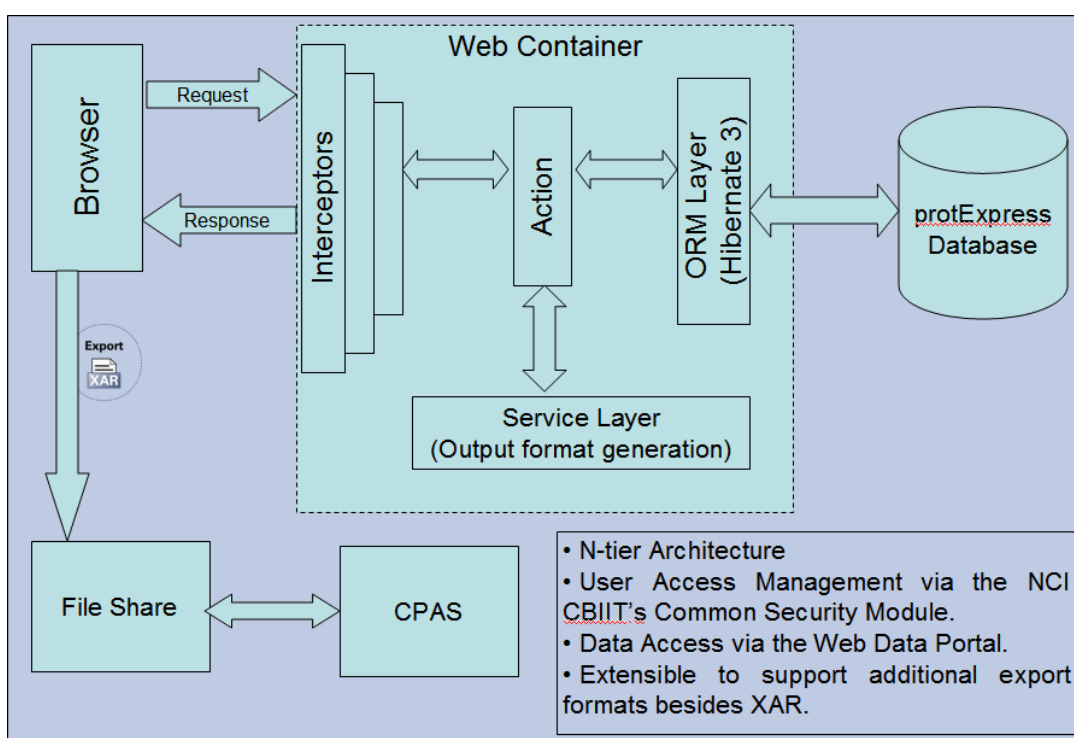 Web Container
Browser
Request
Response
Interceptors
Action
ORM Layer
(Hibernate 3)
protExpress
Database
Export
XAR
Service Layer
(Output format generation)
File Share
CPAS
• N-tier Architecture
• User Access Management via the NCI
CBIIT's Common Security Module.
• Data Access via the Web Data Portal.
• Extensible to support additional export
formats besides XAR.